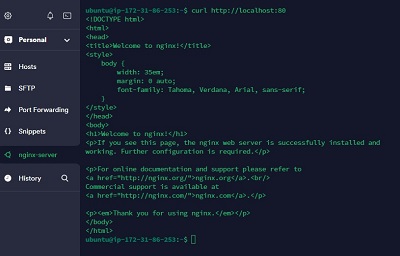 Personal
Hosts
SFTP
Port Forwarding
Snippets
nginx-server
History
ubuntu@ip-172-31-86-253:~$ curl http://localhost:80
<!DOCTYPE html>
<html>
<head>
<title>Welcome to nginx!</title>
<style>
    body {
        width: 35em;
        margin: 0 auto;
        font-family: Tahoma, Verdana, Arial, sans-serif;
    }
</style>
</head>
<body>
<h1>Welcome to nginx!</h1>
<p>If you see this page, the nginx web server is successfully installed and
working. Further configuration is required.</p>

<p>For online documentation and support please refer to
<a href="http://nginx.org/">nginx.org</a>.<br/>
Commercial support is available at
<a href="http://nginx.com/">nginx.com</a>.</p>

<p><em>Thank you for using nginx.</em></p>
</body>
</html>
ubuntu@ip-172-31-86-253:~$